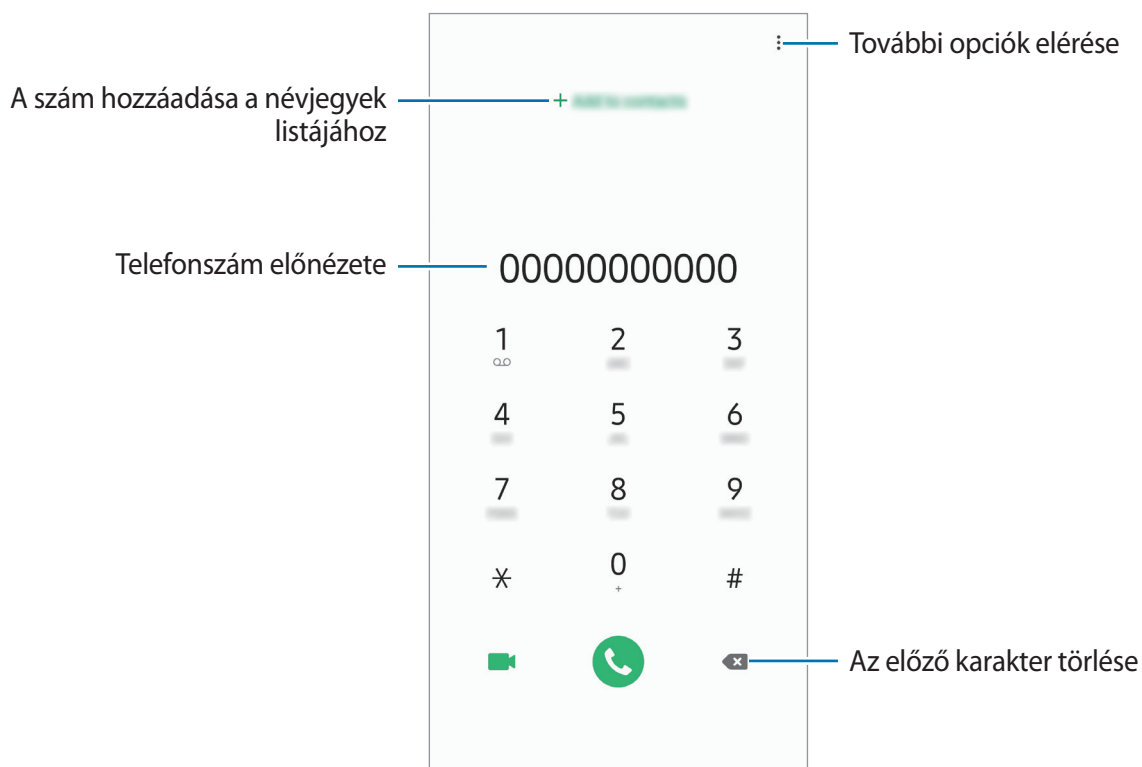 További opciók elérése
A szám hozzáadása a névjegyek
listájához
Telefonszám előnézete
00000000000
1 2 3
4 5 6
7 8 9
* 0 #
+
Az előző karakter törlése